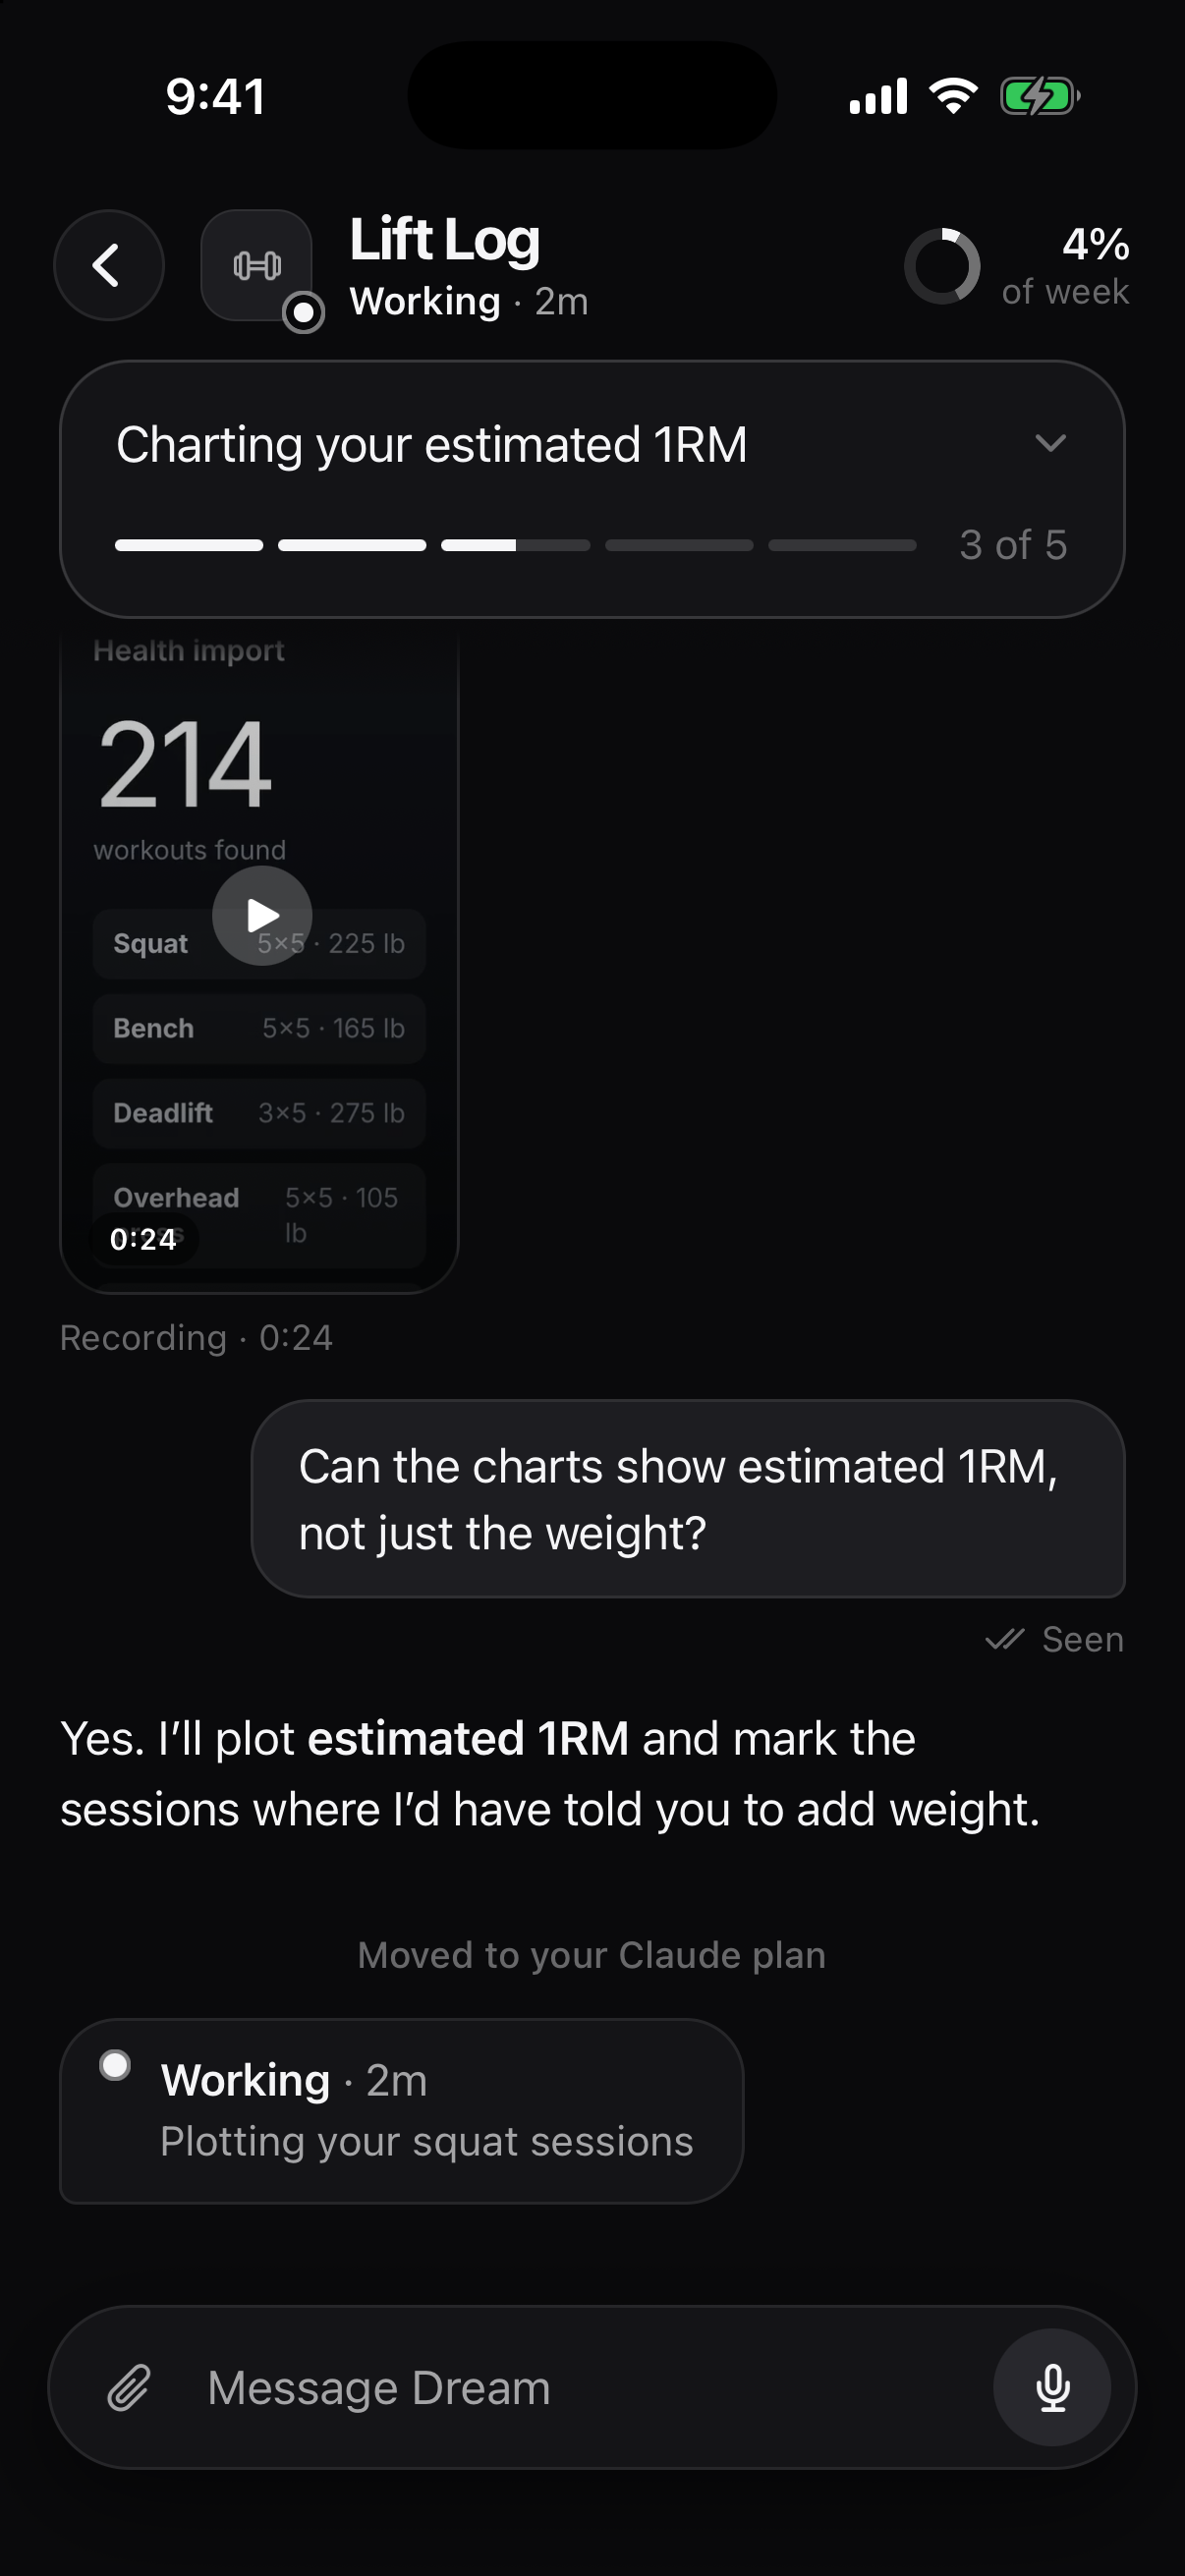 9:41
Lift Log
Working · 2m
4%
of week
Charting your estimated 1RM
3 of 5
Health import
214
workouts found
Squat 5×5 · 225 lb
Bench 5×5 · 165 lb
Deadlift 3×5 · 275 lb
Overhead 5×5 · 105
press lb
0:24
Recording · 0:24
Can the charts show estimated 1RM,
not just the weight?
Seen
Yes. I’ll plot estimated 1RM and mark the
sessions where I’d have told you to add weight.
Moved to your Claude plan
Working · 2m
Plotting your squat sessions
Message Dream